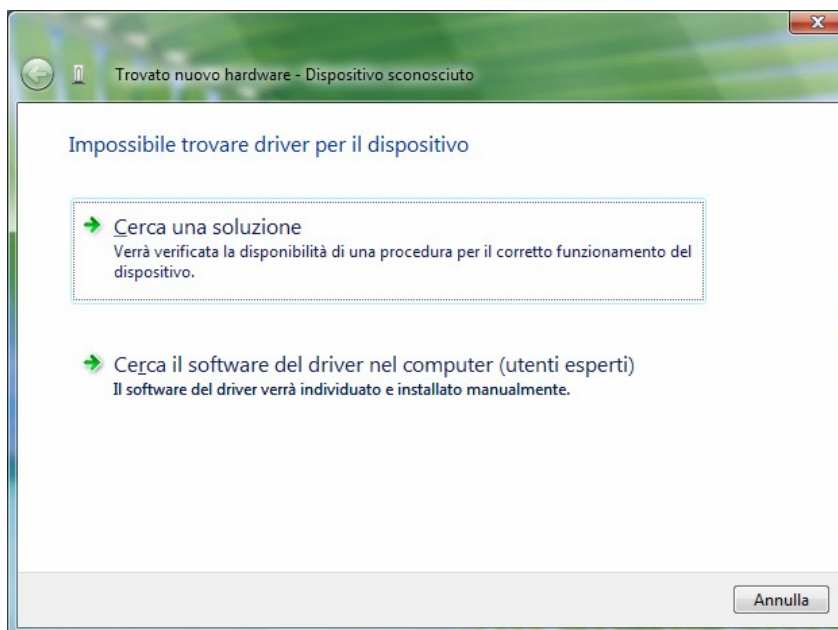 Trovato nuovo hardware - Dispositivo sconosciuto
Impossibile trovare driver per il dispositivo
Cerca una soluzione
Verrà verificata la disponibilità di una procedura per il corretto funzionamento del
dispositivo.
Cerca il software del driver nel computer (utenti esperti)
Il software del driver verrà individuato e installato manualmente.
Annulla